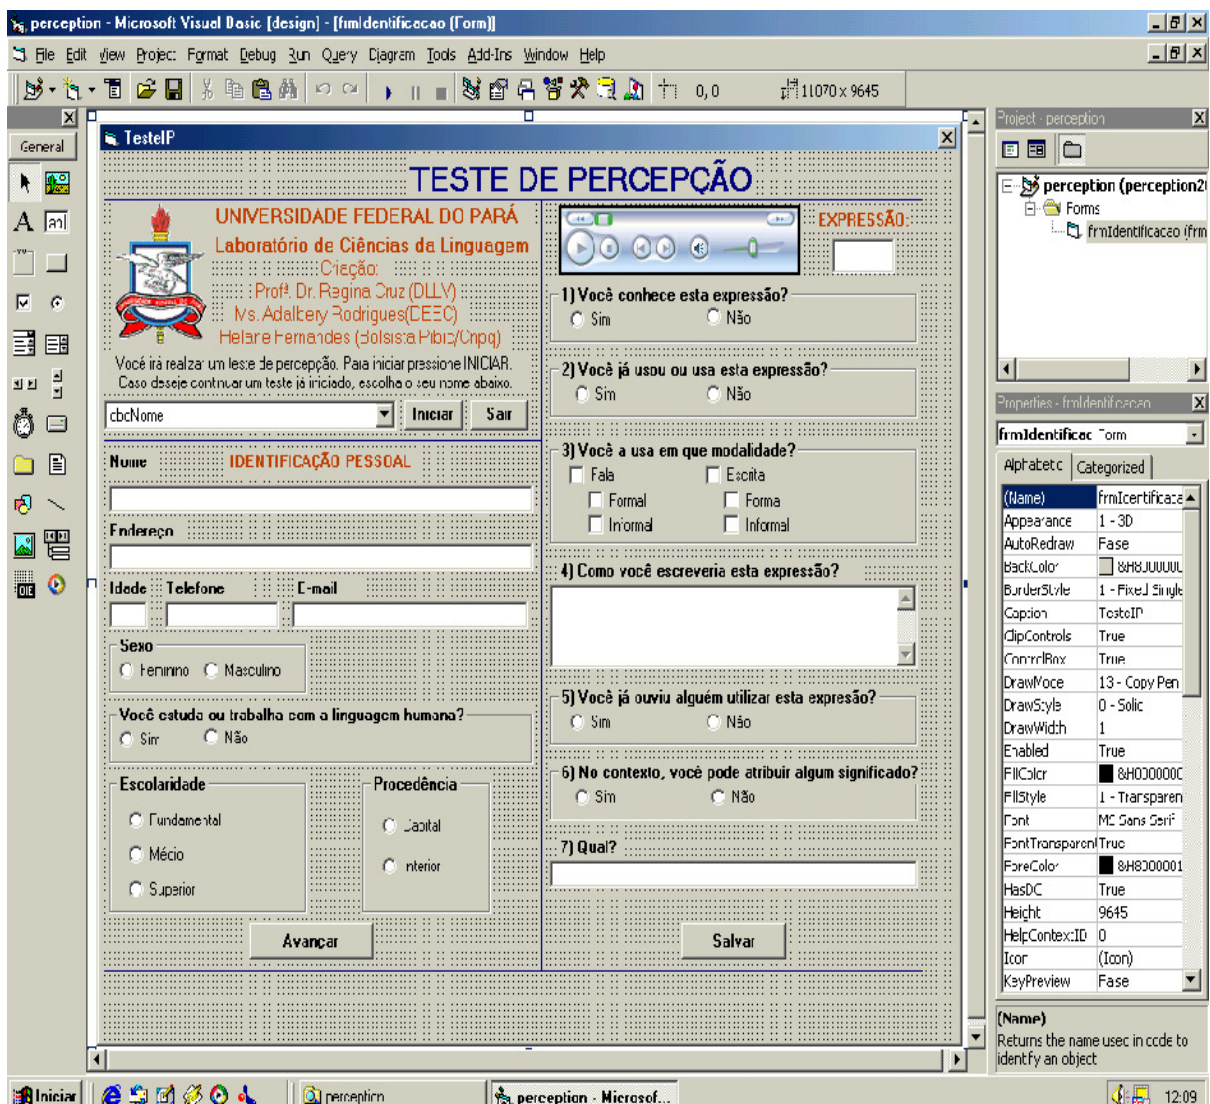 perception - Microsoft Visual Basic [design] - [frmIdentificacao (Form)]
File Edit View Project Format Debug Run Query Diagram Tools Add-Ins Window Help
0,0 11070 x 9645
General
TesteIP
TESTE DE PERCEPÇÃO
UNIVERSIDADE FEDERAL DO PARÁ
Laboratório de Ciências da Linguagem
Criação:
Profª. Dr. Regina Cruz (DLLV)
Ms. Adalbery Rodrigues(DEEC)
Helane Fernandes (Bolsista Pibic/Cnpq)
Você irá realizar um teste de percepção. Para iniciar pressione INICIAR.
Caso deseje continuar um teste já iniciado, escolha o seu nome abaixo.
cbcNome Iniciar Sair
Nome IDENTIFICAÇÃO PESSOAL
Endereço
Idade Telefone E-mail
Sexo
Feminino Masculino
Você estuda ou trabalha com a linguagem humana?
Sim Não
Escolaridade Procedência
Fundamental
Médio
Superior
Capital
Interior
Avançar
EXPRESSÃO:
1) Você conhece esta expressão?
Sim Não
2) Você já usou ou usa esta expressão?
Sim Não
3) Você a usa em que modalidade?
Fala Escrita
Formal Forma
Informal Informal
4) Como você escreveria esta expressão?
5) Você já ouviu alguém utilizar esta expresão?
Sim Não
6) No contexto, você pode atribuir algum significado?
Sim Não
7) Qual?
Salvar
Project - perception
perception (perception2
Forms
frmIdentificacao (frm
Properties - frmIdentificacao
frmIdentificac Form
Alphabetic Categorized
(Name) frmIdentificaca
Appearance 1 - 3D
AutoRedraw False
BackColor &H8000000
BorderStyle 1 - Fixed Single
Caption TesteIP
ClipControls True
ControlBox True
DrawMode 13 - Copy Pen
DrawStyle 0 - Solid
DrawWidth 1
Enabled True
FillColor &H000000
FillStyle 1 - Transparen
Font MS Sans Serif
FontTransparent True
ForeColor &H8000001
HasDC True
Height 9645
HelpContextID 0
Icon (Icon)
KeyPreview False
(Name)
Returns the name used in code to
identify an object
Iniciar perception perception - Microsof... 12:09